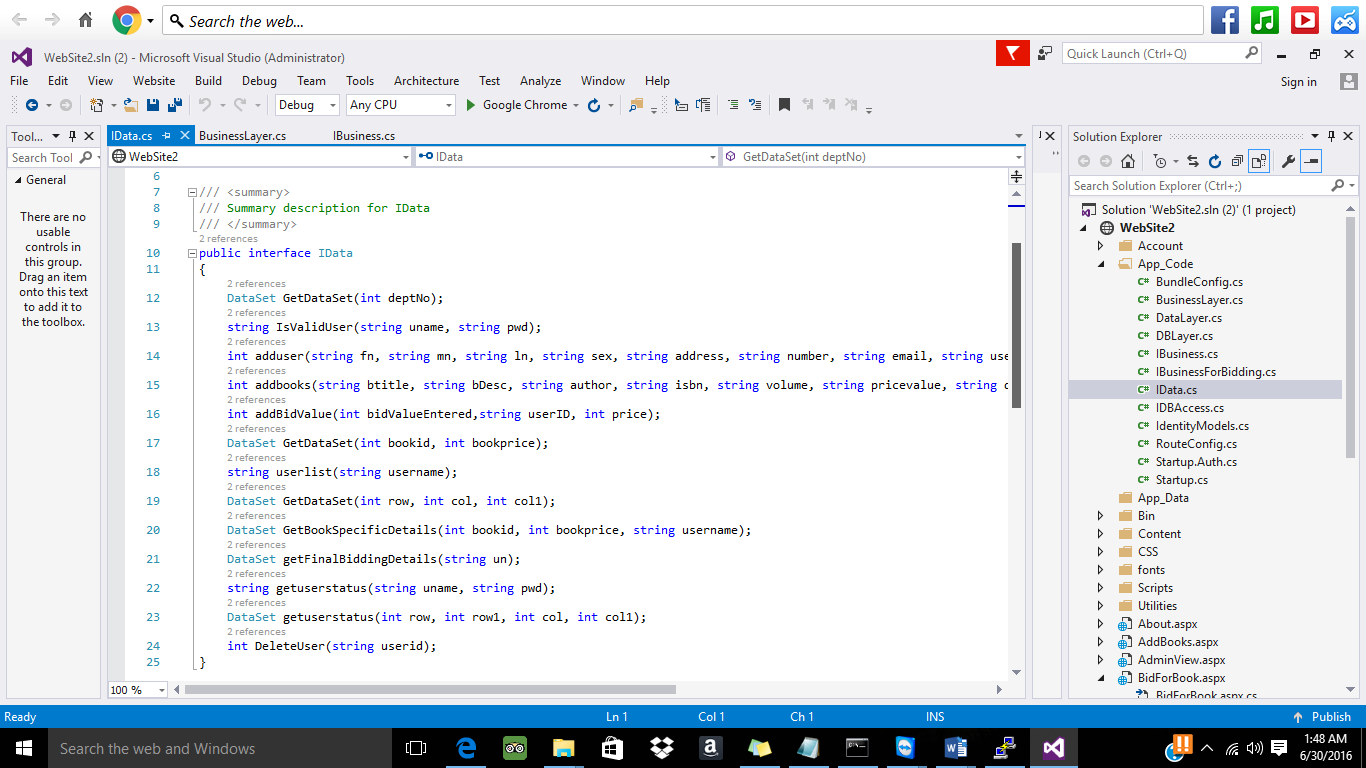 Search the web...
WebSite2.sln (2) - Microsoft Visual Studio (Administrator)
Quick Launch (Ctrl+Q)
File Edit View Website Build Debug Team Tools Architecture Test Analyze Window Help
Sign in
Debug Any CPU Google Chrome
Tool...
Search Tool
General
There are no
usable
controls in
this group.
Drag an item
onto this text
to add it to
the toolbox.
IData.cs BusinessLayer.cs IBusiness.cs
WebSite2 IData GetDataSet(int deptNo)
6
7 /// <summary>
8 /// Summary description for IData
9 /// </summary>
2 references
10 public interface IData
11 {
2 references
12 DataSet GetDataSet(int deptNo);
2 references
13 string IsValidUser(string uname, string pwd);
2 references
14 int adduser(string fn, string mn, string ln, string sex, string address, string number, string email, string use
2 references
15 int addbooks(string btitle, string bDesc, string author, string isbn, string volume, string pricevalue, string
2 references
16 int addBidValue(int bidValueEntered,string userID, int price);
2 references
17 DataSet GetDataSet(int bookid, int bookprice);
2 references
18 string userlist(string username);
2 references
19 DataSet GetDataSet(int row, int col, int col1);
2 references
20 DataSet GetBookSpecificDetails(int bookid, int bookprice, string username);
2 references
21 DataSet getFinalBiddingDetails(string un);
2 references
22 string getuserstatus(string uname, string pwd);
2 references
23 DataSet getuserstatus(int row, int row1, int col, int col1);
2 references
24 int DeleteUser(string userid);
25 }
100 %
Solution Explorer
Search Solution Explorer (Ctrl+;)
Solution 'WebSite2.sln (2)' (1 project)
WebSite2
Account
App_Code
BundleConfig.cs
BusinessLayer.cs
DataLayer.cs
DBLayer.cs
IBusiness.cs
IBusinessForBidding.cs
IData.cs
IDBAccess.cs
IdentityModels.cs
RouteConfig.cs
Startup.Auth.cs
Startup.cs
App_Data
Bin
Content
CSS
fonts
Scripts
Utilities
About.aspx
AddBooks.aspx
AdminView.aspx
BidForBook.aspx
BidForBook.aspx.cs
Ready Ln 1 Col 1 Ch 1 INS Publish
Search the web and Windows
1:48 AM
6/30/2016